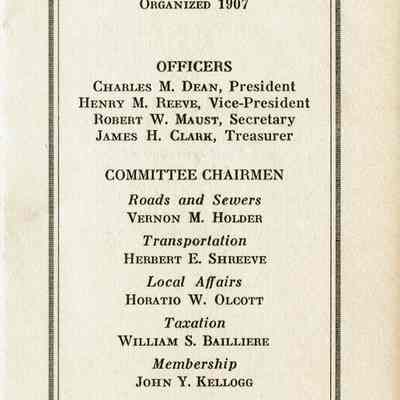 ORGANIZED 1907
OFFICERS
CHARLES M. DEAN, President
HENRY M. REEVE, Vice-President
ROBERT W. MAUST, Secretary
JAMES H. CLARK, Treasurer
COMMITTEE CHAIRMEN
Roads and Sewers
VERNON M. HOLDER
Transportation
HERBERT E. SHREEVE
Local Affairs
HORATIO W. OLCOTT
Taxation
WILLIAM S. BAILLIERE
Membership
JOHN Y. KELLOGG